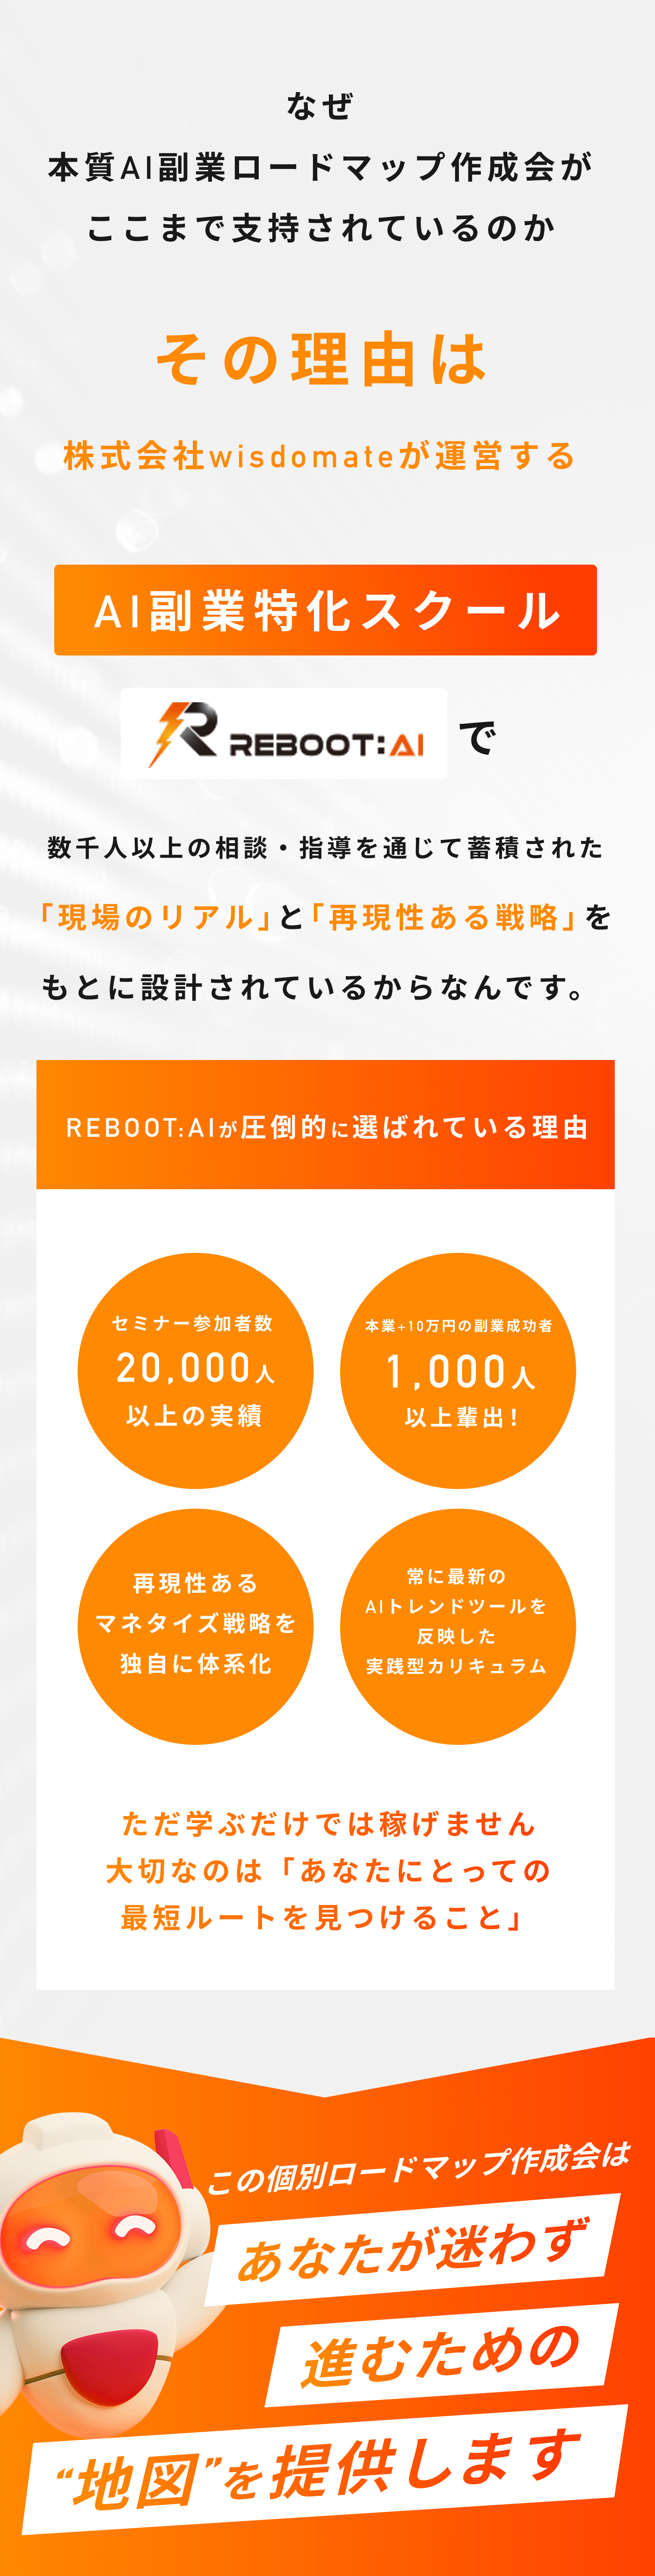 なぜ
本質AI副業ロードマップ作成会が
ここまで支持されているのか
その理由は
株式会社wisdomateが運営する
AI副業特化スクール
REBOOT:AI で
数千人以上の相談・指導を通じて蓄積された
「現場のリアル」と「再現性ある戦略」を
もとに設計されているからなんです。
REBOOT:AIが圧倒的に選ばれている理由
セミナー参加者数
20,000人
以上の実績
本業+10万円の副業成功者
1,000人
以上輩出!
再現性ある
マネタイズ戦略を
独自に体系化
常に最新の
AIトレンドツールを
反映した
実践型カリキュラム
ただ学ぶだけでは稼げません
大切なのは「あなたにとっての
最短ルートを見つけること」
この個別ロードマップ作成会は
あなたが迷わず
進むための
“地図”を提供します